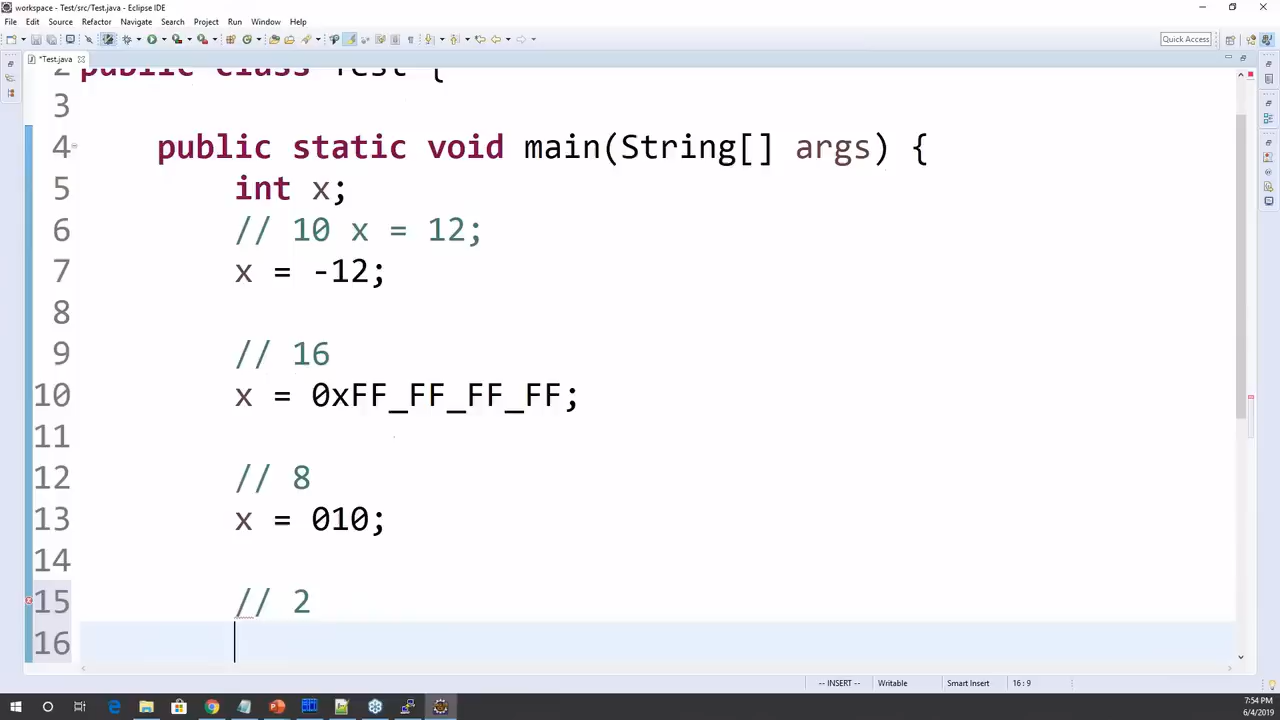 workspace - Test/src/Test.java - Eclipse IDE
File Edit Source Refactor Navigate Search Project Run Window Help
Quick Access
*Test.java
2 public class Test {
3
4 public static void main(String[] args) {
5 int x;
6 // 10 x = 12;
7 x = -12;
8
9 // 16
10 x = 0xFF_FF_FF_FF;
11
12 // 8
13 x = 010;
14
15 // 2
16
-- INSERT -- Writable Smart Insert 16 : 9
7:54 PM
6/4/2019